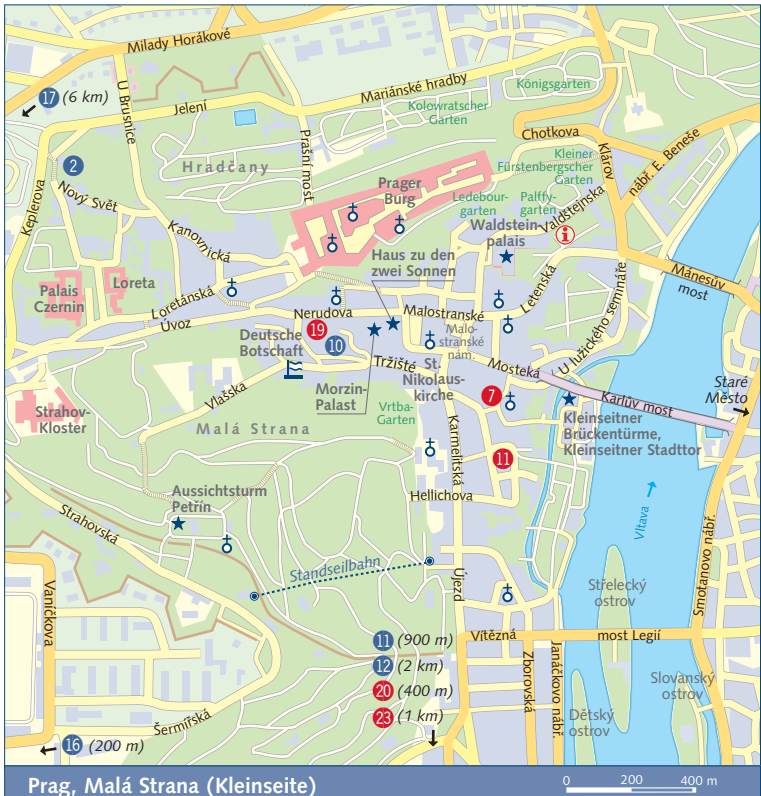 Milady Horákové
17 (6 km)
U Brusnice
Jelení
Mariánské hradby
Königsgarten
Kolowratscher
Garten
Chotkova
Klárov
nábř. E. Beneše
Prašní most
Hradčany
2
Keplerova
Nový Svět
Kleiner
Fürstenbergscher
Garten
Prager
Burg
Ledebour-
garten
Palffy-
garten
Valdštejnska
Waldstein-
palais
i
Kanovnická
Haus zu den
zwei Sonnen
Palais
Czernin
Loreta
Loretánská
Úvoz
Letenska
Mánesův
most
Nerudova
Malostranské
19
10
Malo-
stranské
nám.
U lužického semináře
Deutsche
Botschaft
Tržiště
St.
Nikolaus-
kirche
Mosteká
Karlův most
Staré
Město
Vlašska
Morzin-
Palast
7
Strahov-
Kloster
Vrtba-
Garten
Kleinseitner
Brückentürme,
Kleinseitner Stadttor
Malá Strana
Karmelitská
11
Aussichtsturm
Petřín
Hellichova
Strahovská
Vltava
Smotanovo nábř.
Standseilbahn
Újezd
Střelecký
ostrov
Vaníčkova
11 (900 m)
Vítězná
most Legií
12 (2 km)
20 (400 m)
23 (1 km)
Zborovská
Janáčkovo nábř.
Slovanský
ostrov
Dětský
ostrov
Šermířská
16 (200 m)
Prag, Malá Strana (Kleinseite)
0 200 400 m